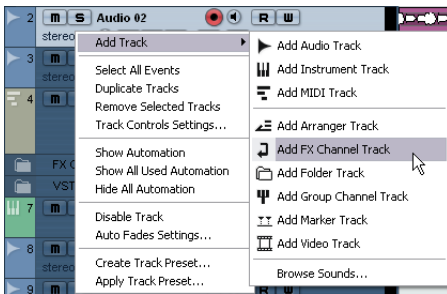 2 m S Audio 02 R W
stereo
3 m
stereo
4 m
FX C
VST
7 m
8 m
stereo
9 m R W
Add Track
Select All Events
Duplicate Tracks
Remove Selected Tracks
Track Controls Settings...
Show Automation
Show All Used Automation
Hide All Automation
Disable Track
Auto Fades Settings...
Create Track Preset...
Apply Track Preset...
Add Audio Track
Add Instrument Track
Add MIDI Track
Add Arranger Track
Add FX Channel Track
Add Folder Track
Add Group Channel Track
Add Marker Track
Add Video Track
Browse Sounds...